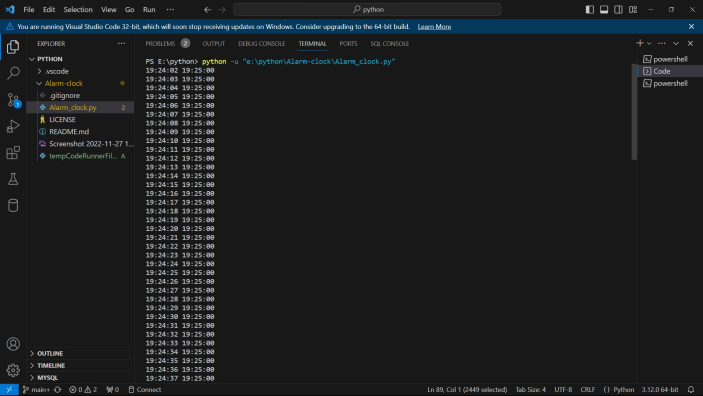 File Edit Selection View Go Run ··· python
You are running Visual Studio Code 32-bit, which will soon stop receiving updates on Windows. Consider upgrading to the 64-bit build. Learn More
EXPLORER
PYTHON
.vscode
Alarm-clock
.gitignore
Alarm_clock.py 2
LICENSE
README.md
Screenshot 2022-11-27 1...
tempCodeRunnerFil... A
OUTLINE
TIMELINE
MYSQL
PROBLEMS 2 OUTPUT DEBUG CONSOLE TERMINAL PORTS SQL CONSOLE
PS E:\python> python -u "e:\python\Alarm-clock\Alarm_clock.py"
19:24:02 19:25:00
19:24:03 19:25:00
19:24:04 19:25:00
19:24:05 19:25:00
19:24:06 19:25:00
19:24:07 19:25:00
19:24:08 19:25:00
19:24:09 19:25:00
19:24:10 19:25:00
19:24:11 19:25:00
19:24:12 19:25:00
19:24:13 19:25:00
19:24:14 19:25:00
19:24:15 19:25:00
19:24:16 19:25:00
19:24:17 19:25:00
19:24:18 19:25:00
19:24:19 19:25:00
19:24:20 19:25:00
19:24:21 19:25:00
19:24:22 19:25:00
19:24:23 19:25:00
19:24:24 19:25:00
19:24:25 19:25:00
19:24:26 19:25:00
19:24:27 19:25:00
19:24:28 19:25:00
19:24:29 19:25:00
19:24:30 19:25:00
19:24:31 19:25:00
19:24:32 19:25:00
19:24:33 19:25:00
19:24:34 19:25:00
19:24:35 19:25:00
19:24:36 19:25:00
19:24:37 19:25:00
powershell
Code
powershell
1
main+ 0 2 0 Connect Ln 89, Col 1 (2449 selected) Tab Size: 4 UTF-8 CRLF {} Python 3.12.0 64-bit